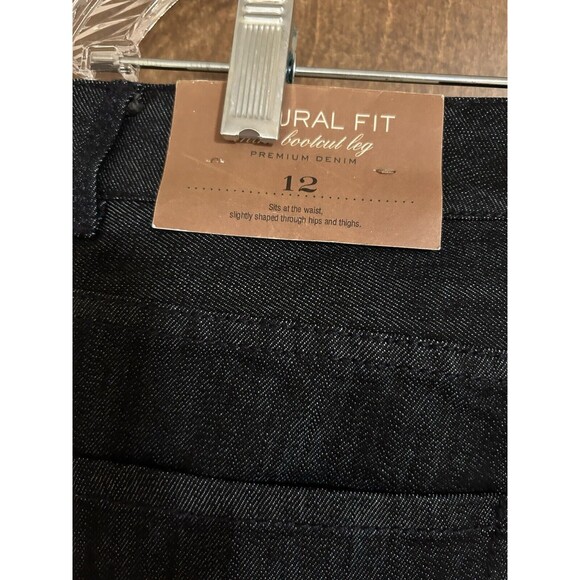 URAL FIT
bootcut leg
PREMIUM DENIM
12
Sits at the waist,
slightly shaped through hips and thighs.